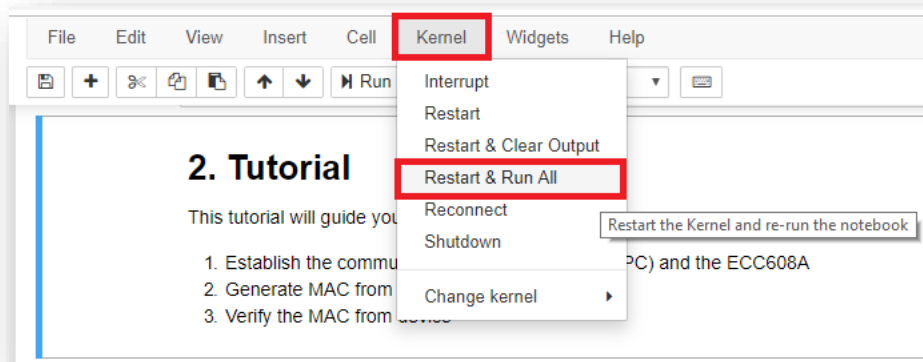 File Edit View Insert Cell Kernel Widgets Help
Run
Interrupt
Restart
Restart & Clear Output
Restart & Run All
Reconnect
Shutdown
Change kernel
Restart the Kernel and re-run the notebook
2. Tutorial
This tutorial will guide you
1. Establish the commu PC) and the ECC608A
2. Generate MAC from
3. Verify the MAC from device